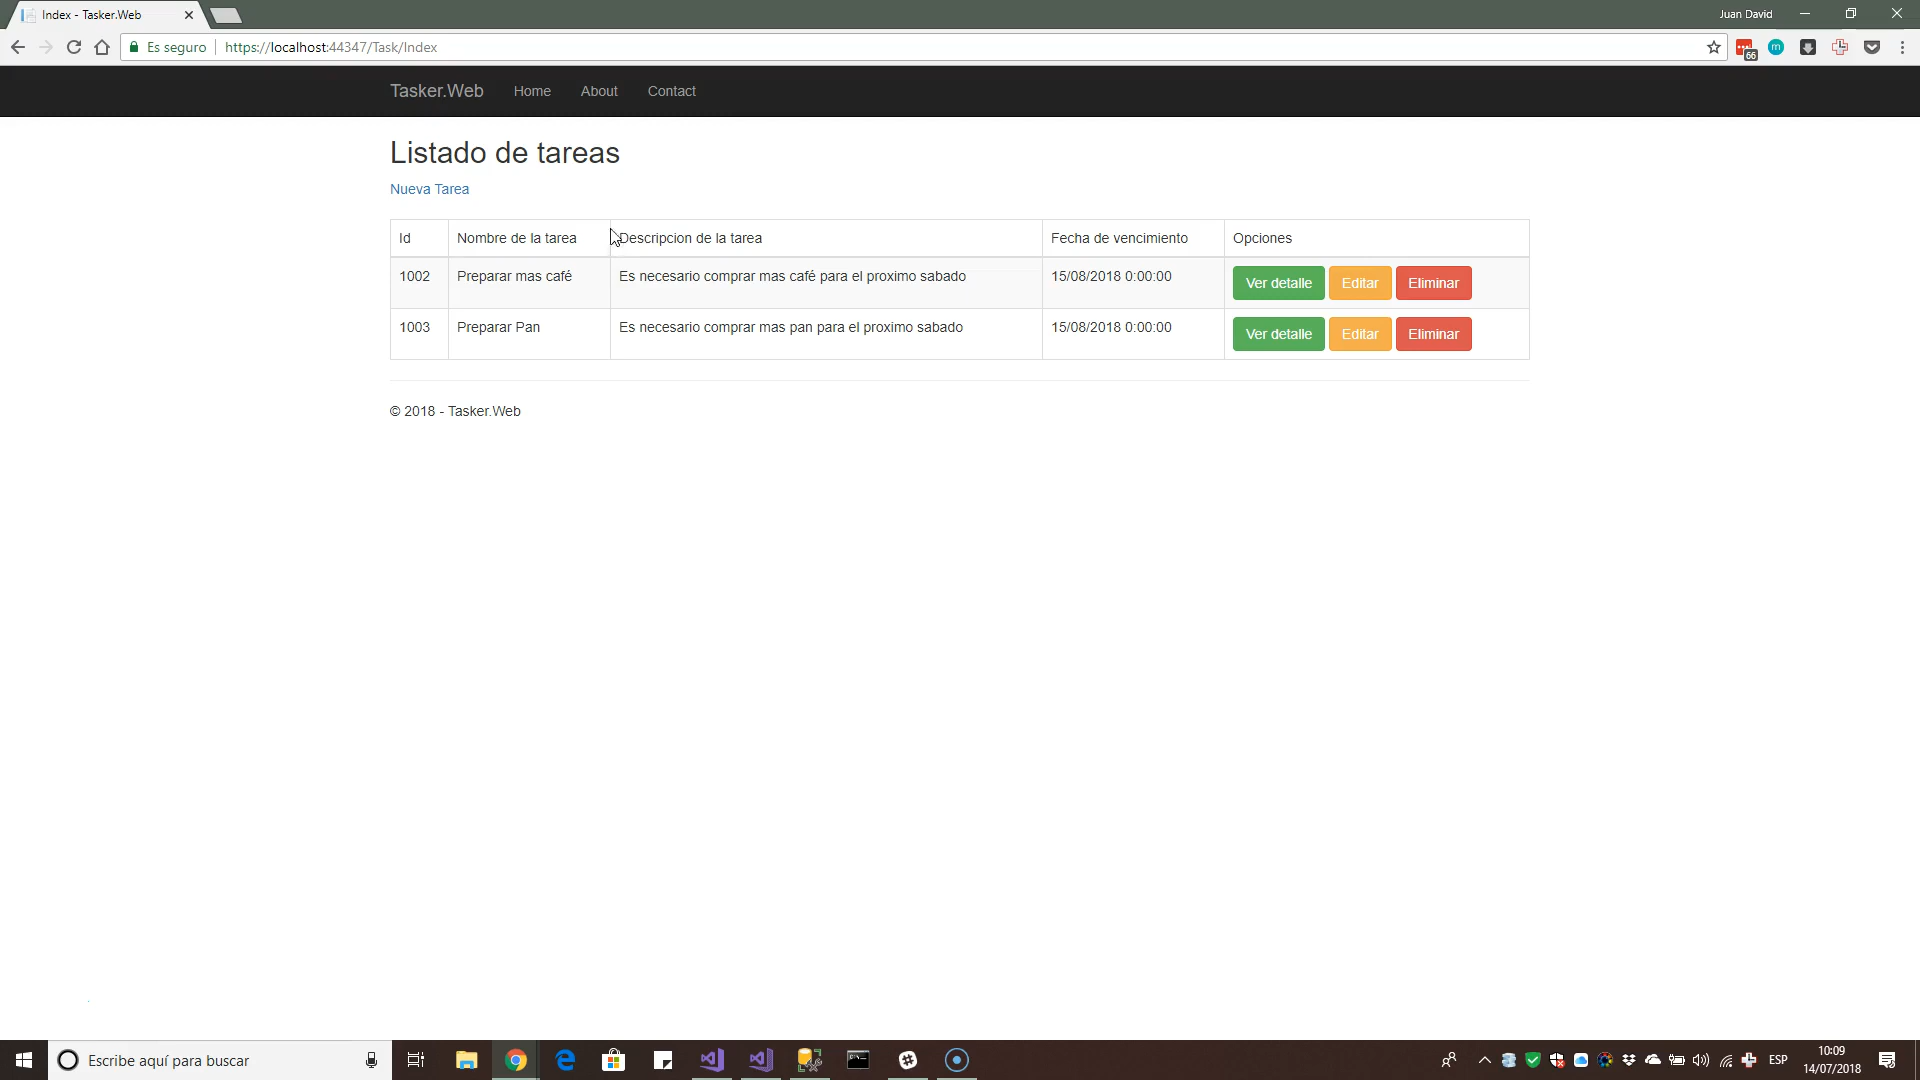 Index - Tasker.Web
Juan David
Es seguro
https://localhost:44347/Task/Index
66
m
Tasker.Web Home About Contact
Listado de tareas
Nueva Tarea
Id Nombre de la tarea Descripcion de la tarea Fecha de vencimiento Opciones
1002 Preparar mas café Es necesario comprar mas café para el proximo sabado 15/08/2018 0:00:00 Ver detalle Editar Eliminar
1003 Preparar Pan Es necesario comprar mas pan para el proximo sabado 15/08/2018 0:00:00 Ver detalle Editar Eliminar
© 2018 - Tasker.Web
Escribe aquí para buscar
ESP
10:09
14/07/2018